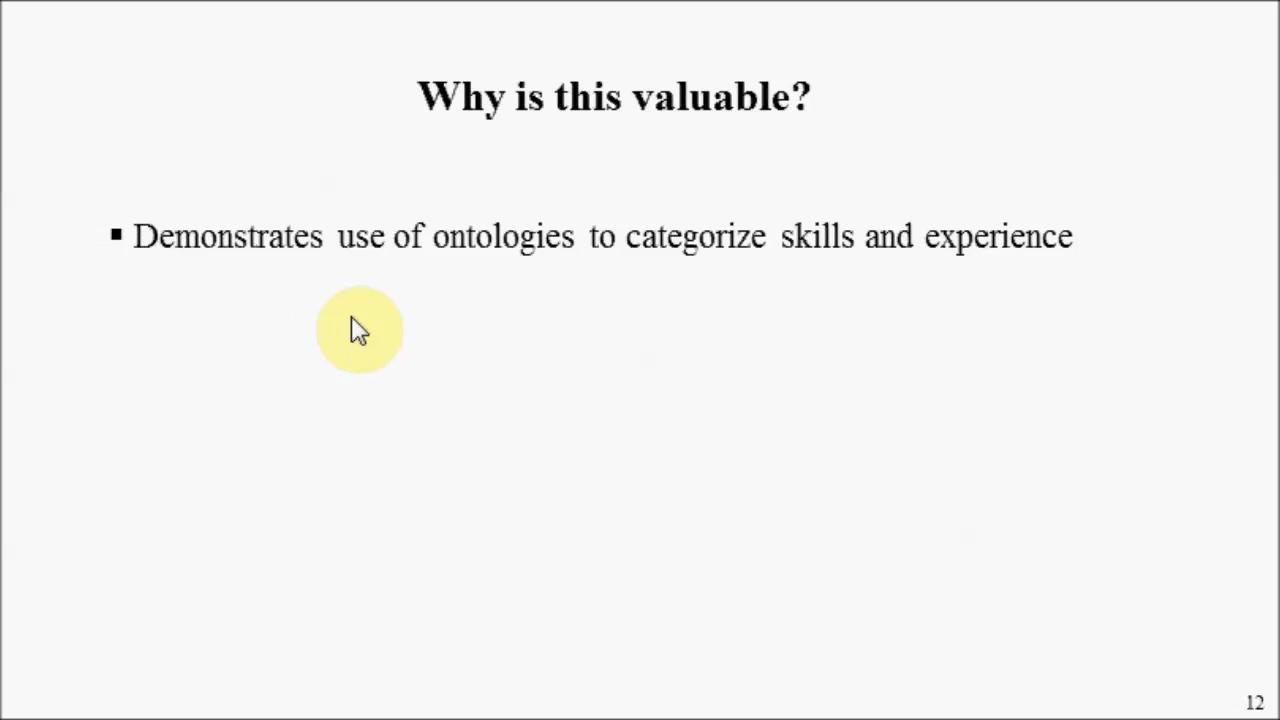 Why is this valuable?
▪ Demonstrates use of ontologies to categorize skills and experience
12